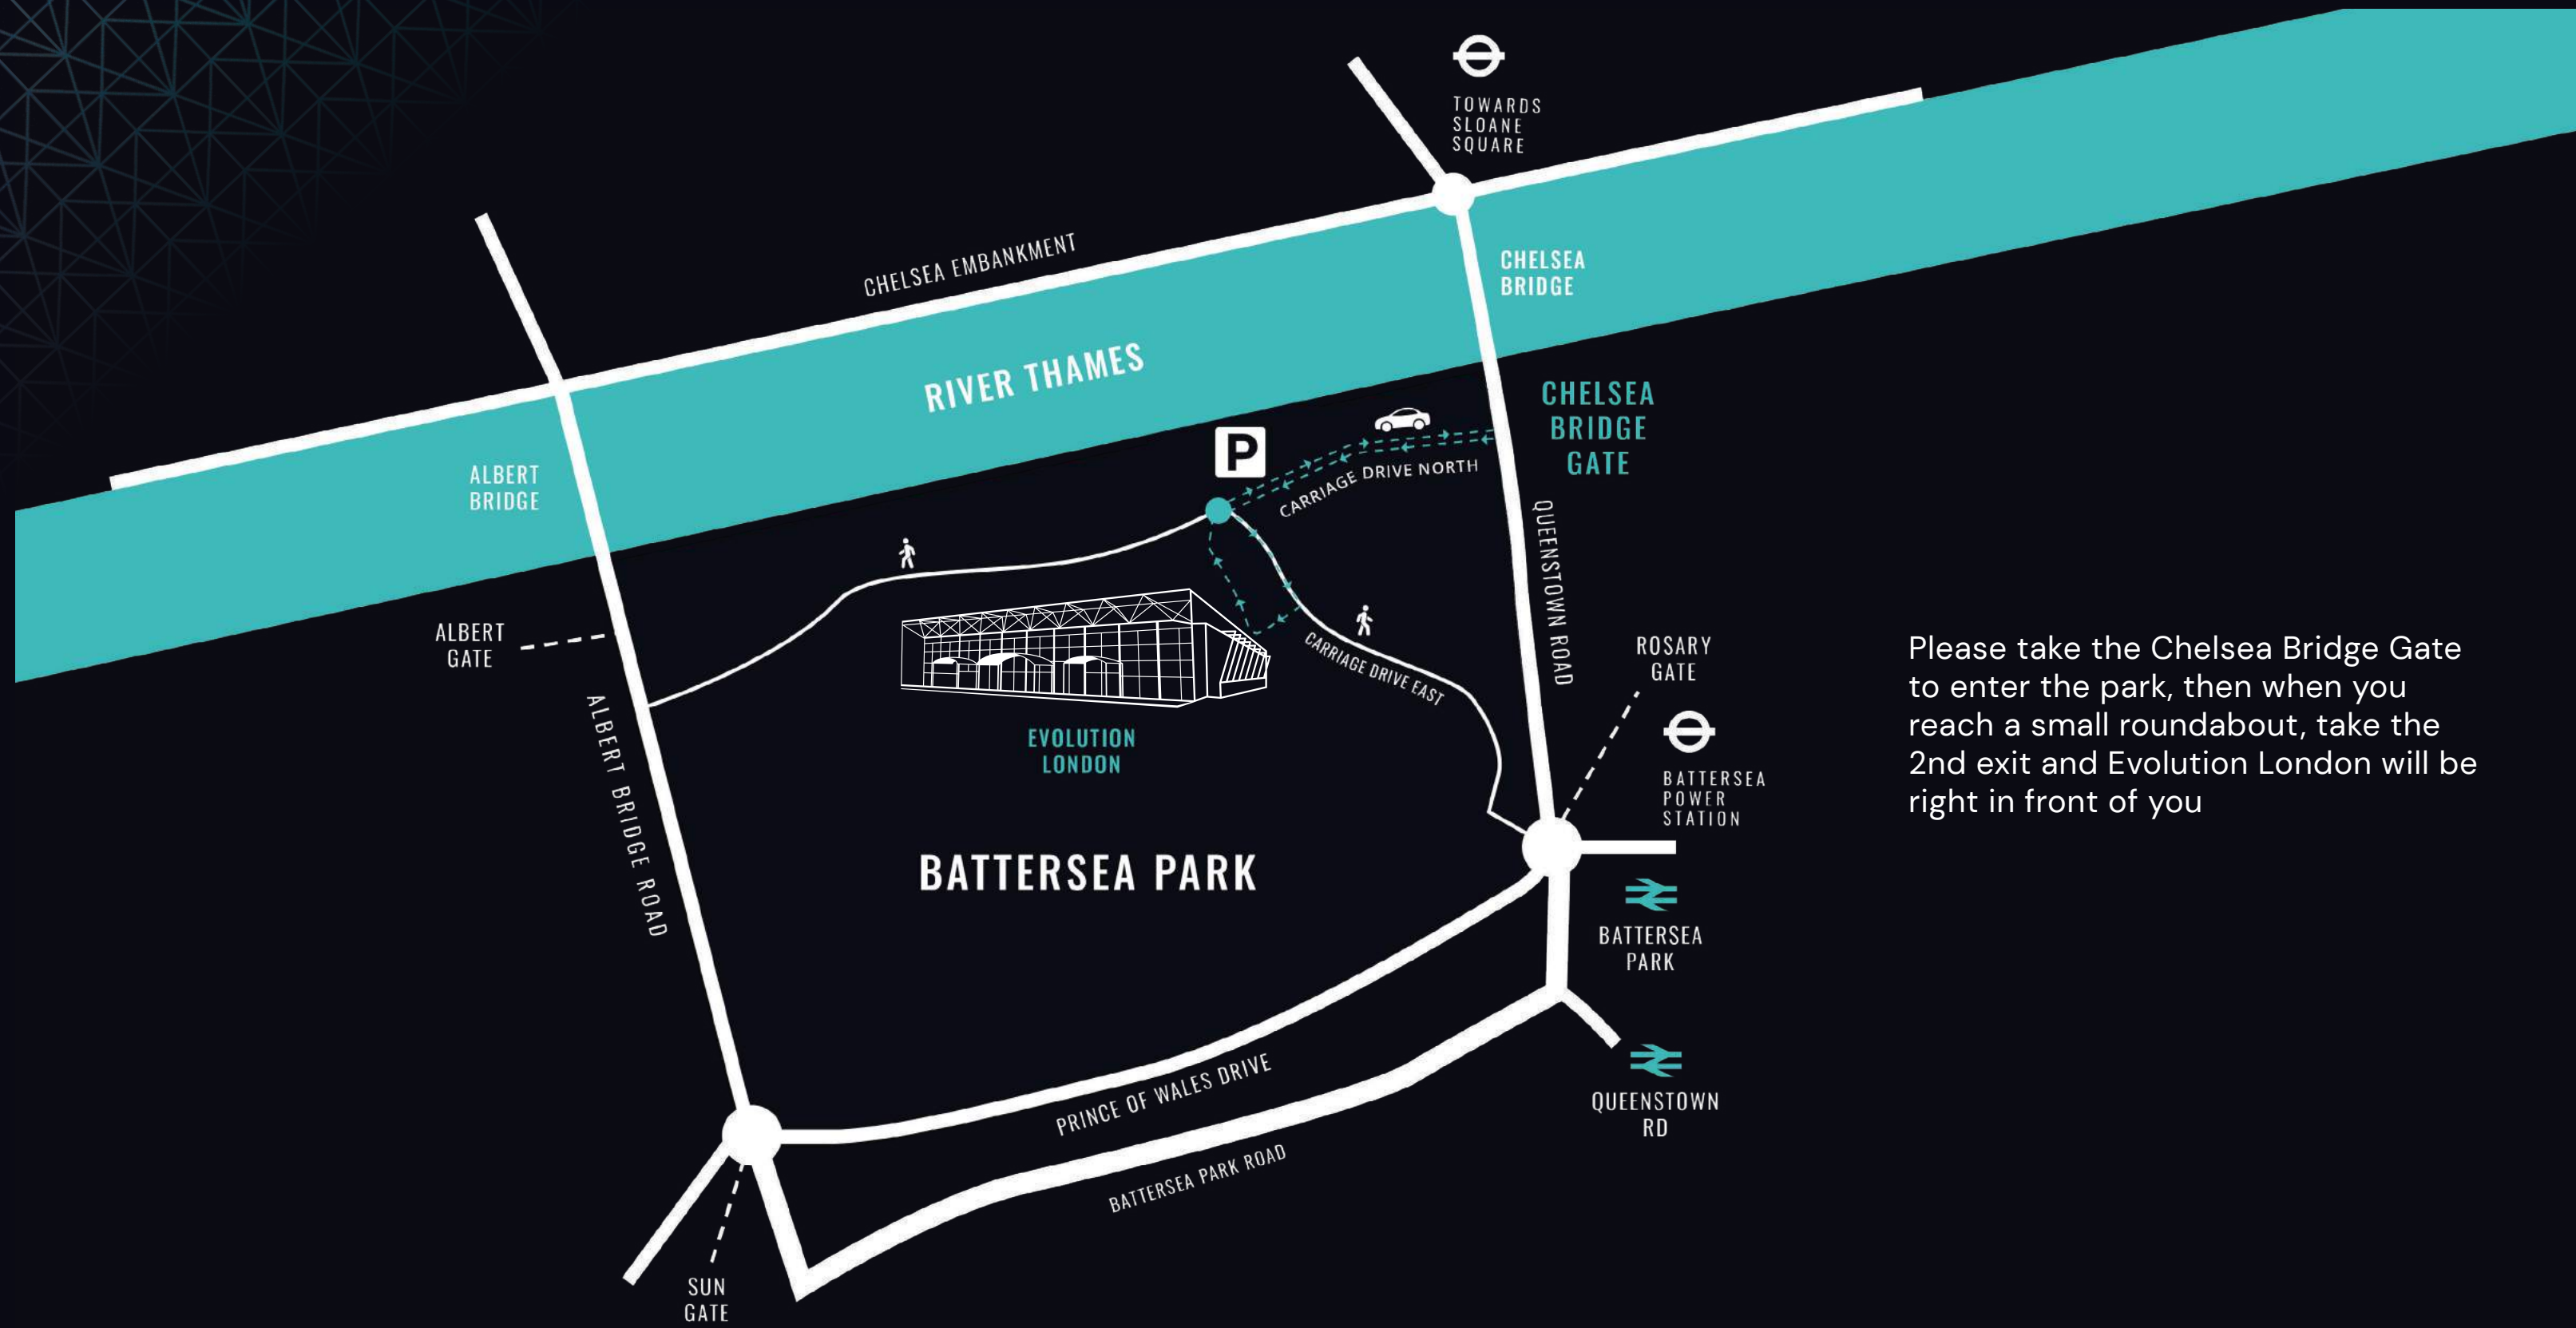 TOWARDS
SLOANE
SQUARE
CHELSEA EMBANKMENT
CHELSEA
BRIDGE
RIVER THAMES
CHELSEA
BRIDGE
GATE
P
CARRIAGE DRIVE NORTH
ALBERT
BRIDGE
QUEENSTOWN ROAD
ALBERT
GATE
CARRIAGE DRIVE EAST
ROSARY
GATE
Please take the Chelsea Bridge Gate
to enter the park, then when you
reach a small roundabout, take the
2nd exit and Evolution London will be
right in front of you
ALBERT BRIDGE ROAD
EVOLUTION
LONDON
BATTERSEA
POWER
STATION
BATTERSEA PARK
BATTERSEA
PARK
PRINCE OF WALES DRIVE
QUEENSTOWN
RD
BATTERSEA PARK ROAD
SUN
GATE